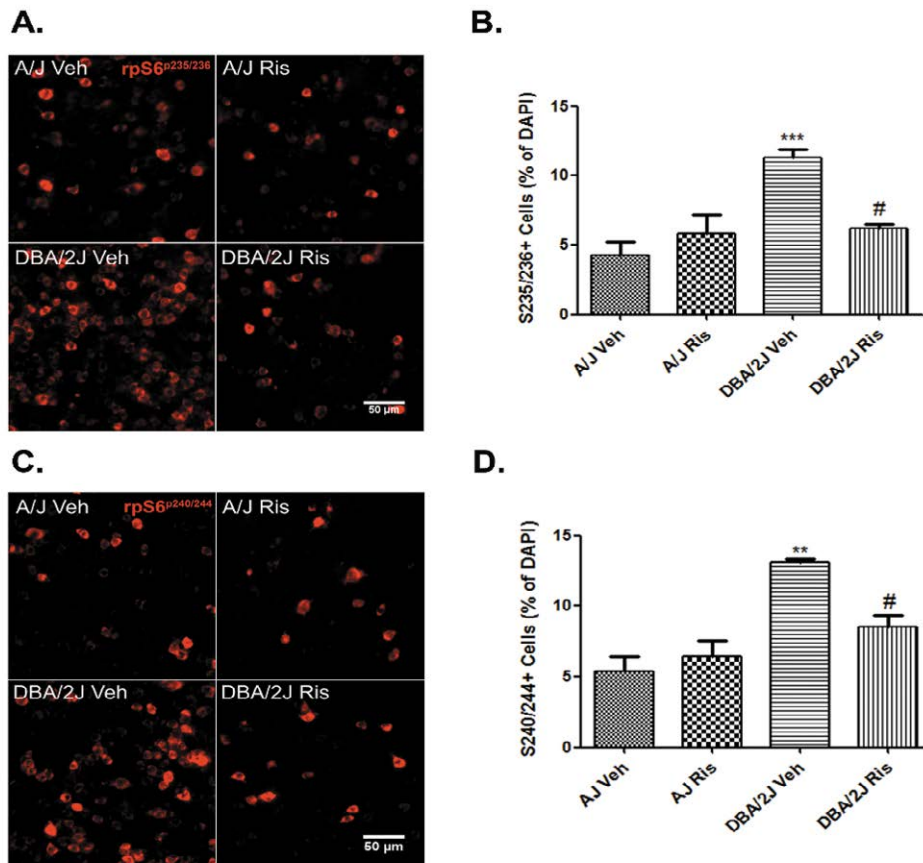 A.
A/J Veh rpS6p235/236
A/J Ris
DBA/2J Veh
DBA/2J Ris
50 µm
B.
S235/236+ Cells (% of DAPI)
15
10
5
0
***
#
A/J Veh
A/J Ris
DBA/2J Veh
DBA/2J Ris
C.
A/J Veh rpS6p240/244
A/J Ris
DBA/2J Veh
DBA/2J Ris
50 µm
D.
S240/244+ Cells (% of DAPI)
15
10
5
0
**
#
AJ Veh
AJ Ris
DBA/2J Veh
DBA/2J Ris